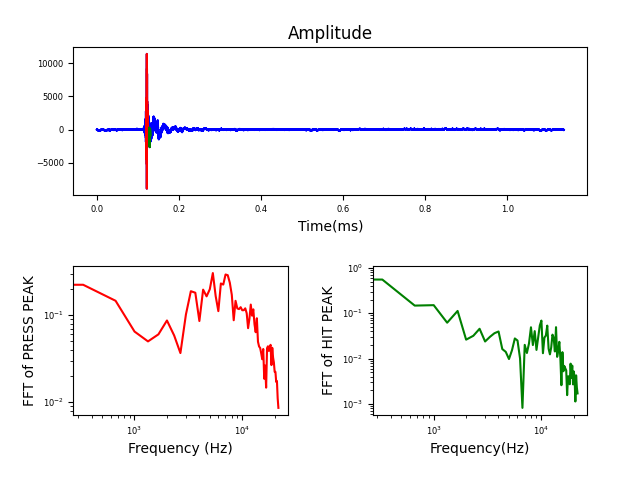 Amplitude
10000
5000
0
−5000
0.0 0.2 0.4 0.6 0.8 1.0
Time(ms)
FFT of PRESS PEAK
10⁻¹
10⁻²
10³ 10⁴
Frequency (Hz)
FFT of HIT PEAK
10⁰
10⁻¹
10⁻²
10⁻³
10³ 10⁴
Frequency(Hz)